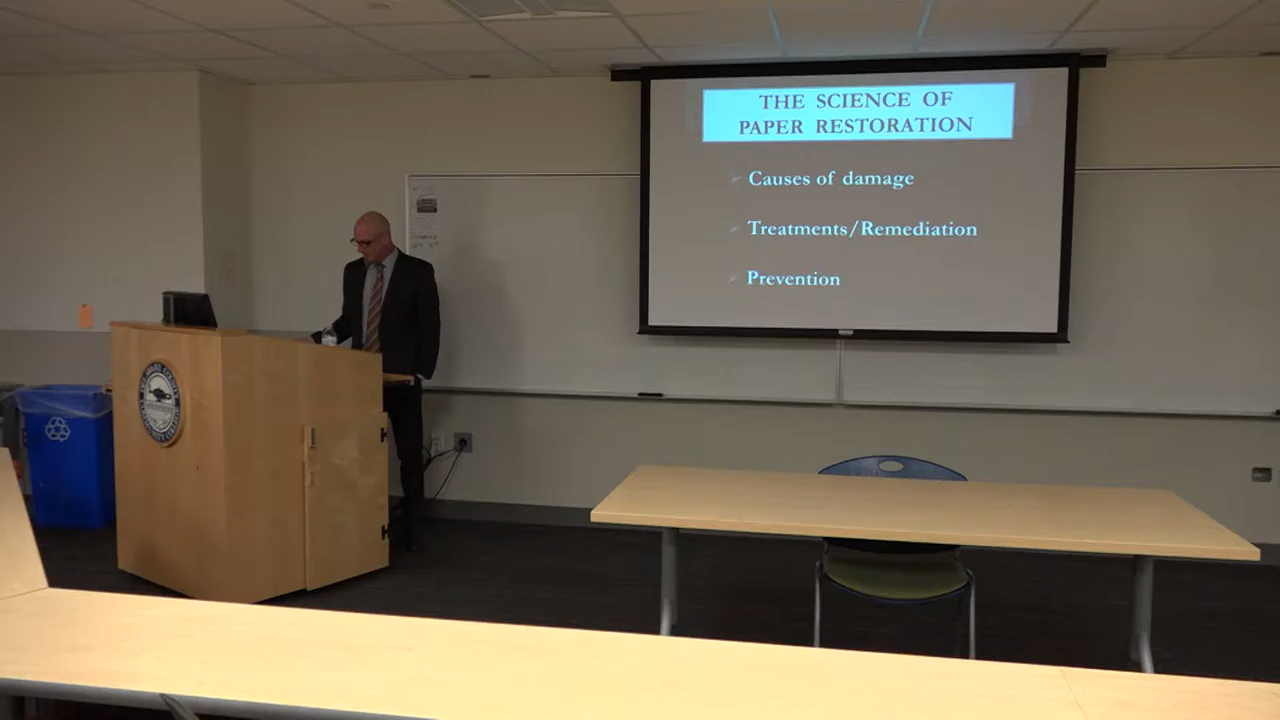 THE SCIENCE OF
PAPER RESTORATION
Causes of damage
Treatments/Remediation
Prevention